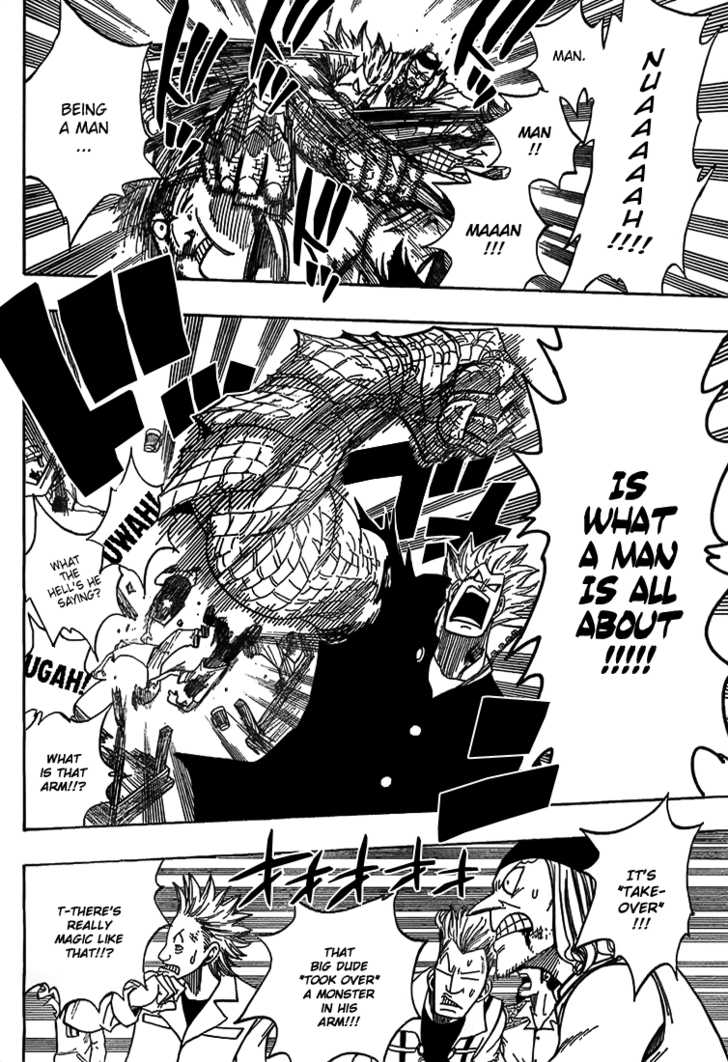 NUAAAAAH
!!!!
MAN.
MAN
!!
MAAAN
!!!
BEING
A MAN
...
IS
WHAT
A MAN
IS ALL
ABOUT
!!!!!
UWAH!
WHAT
THE
HELL'S HE
SAYING?
UGAH!
WHAT
IS THAT
ARM!!?
IT'S
"TAKE-
OVER"
!!!
THAT
BIG DUDE
"TOOK OVER"
A MONSTER
IN HIS
ARM!!!
T-THERE'S
REALLY
MAGIC LIKE
THAT!!?